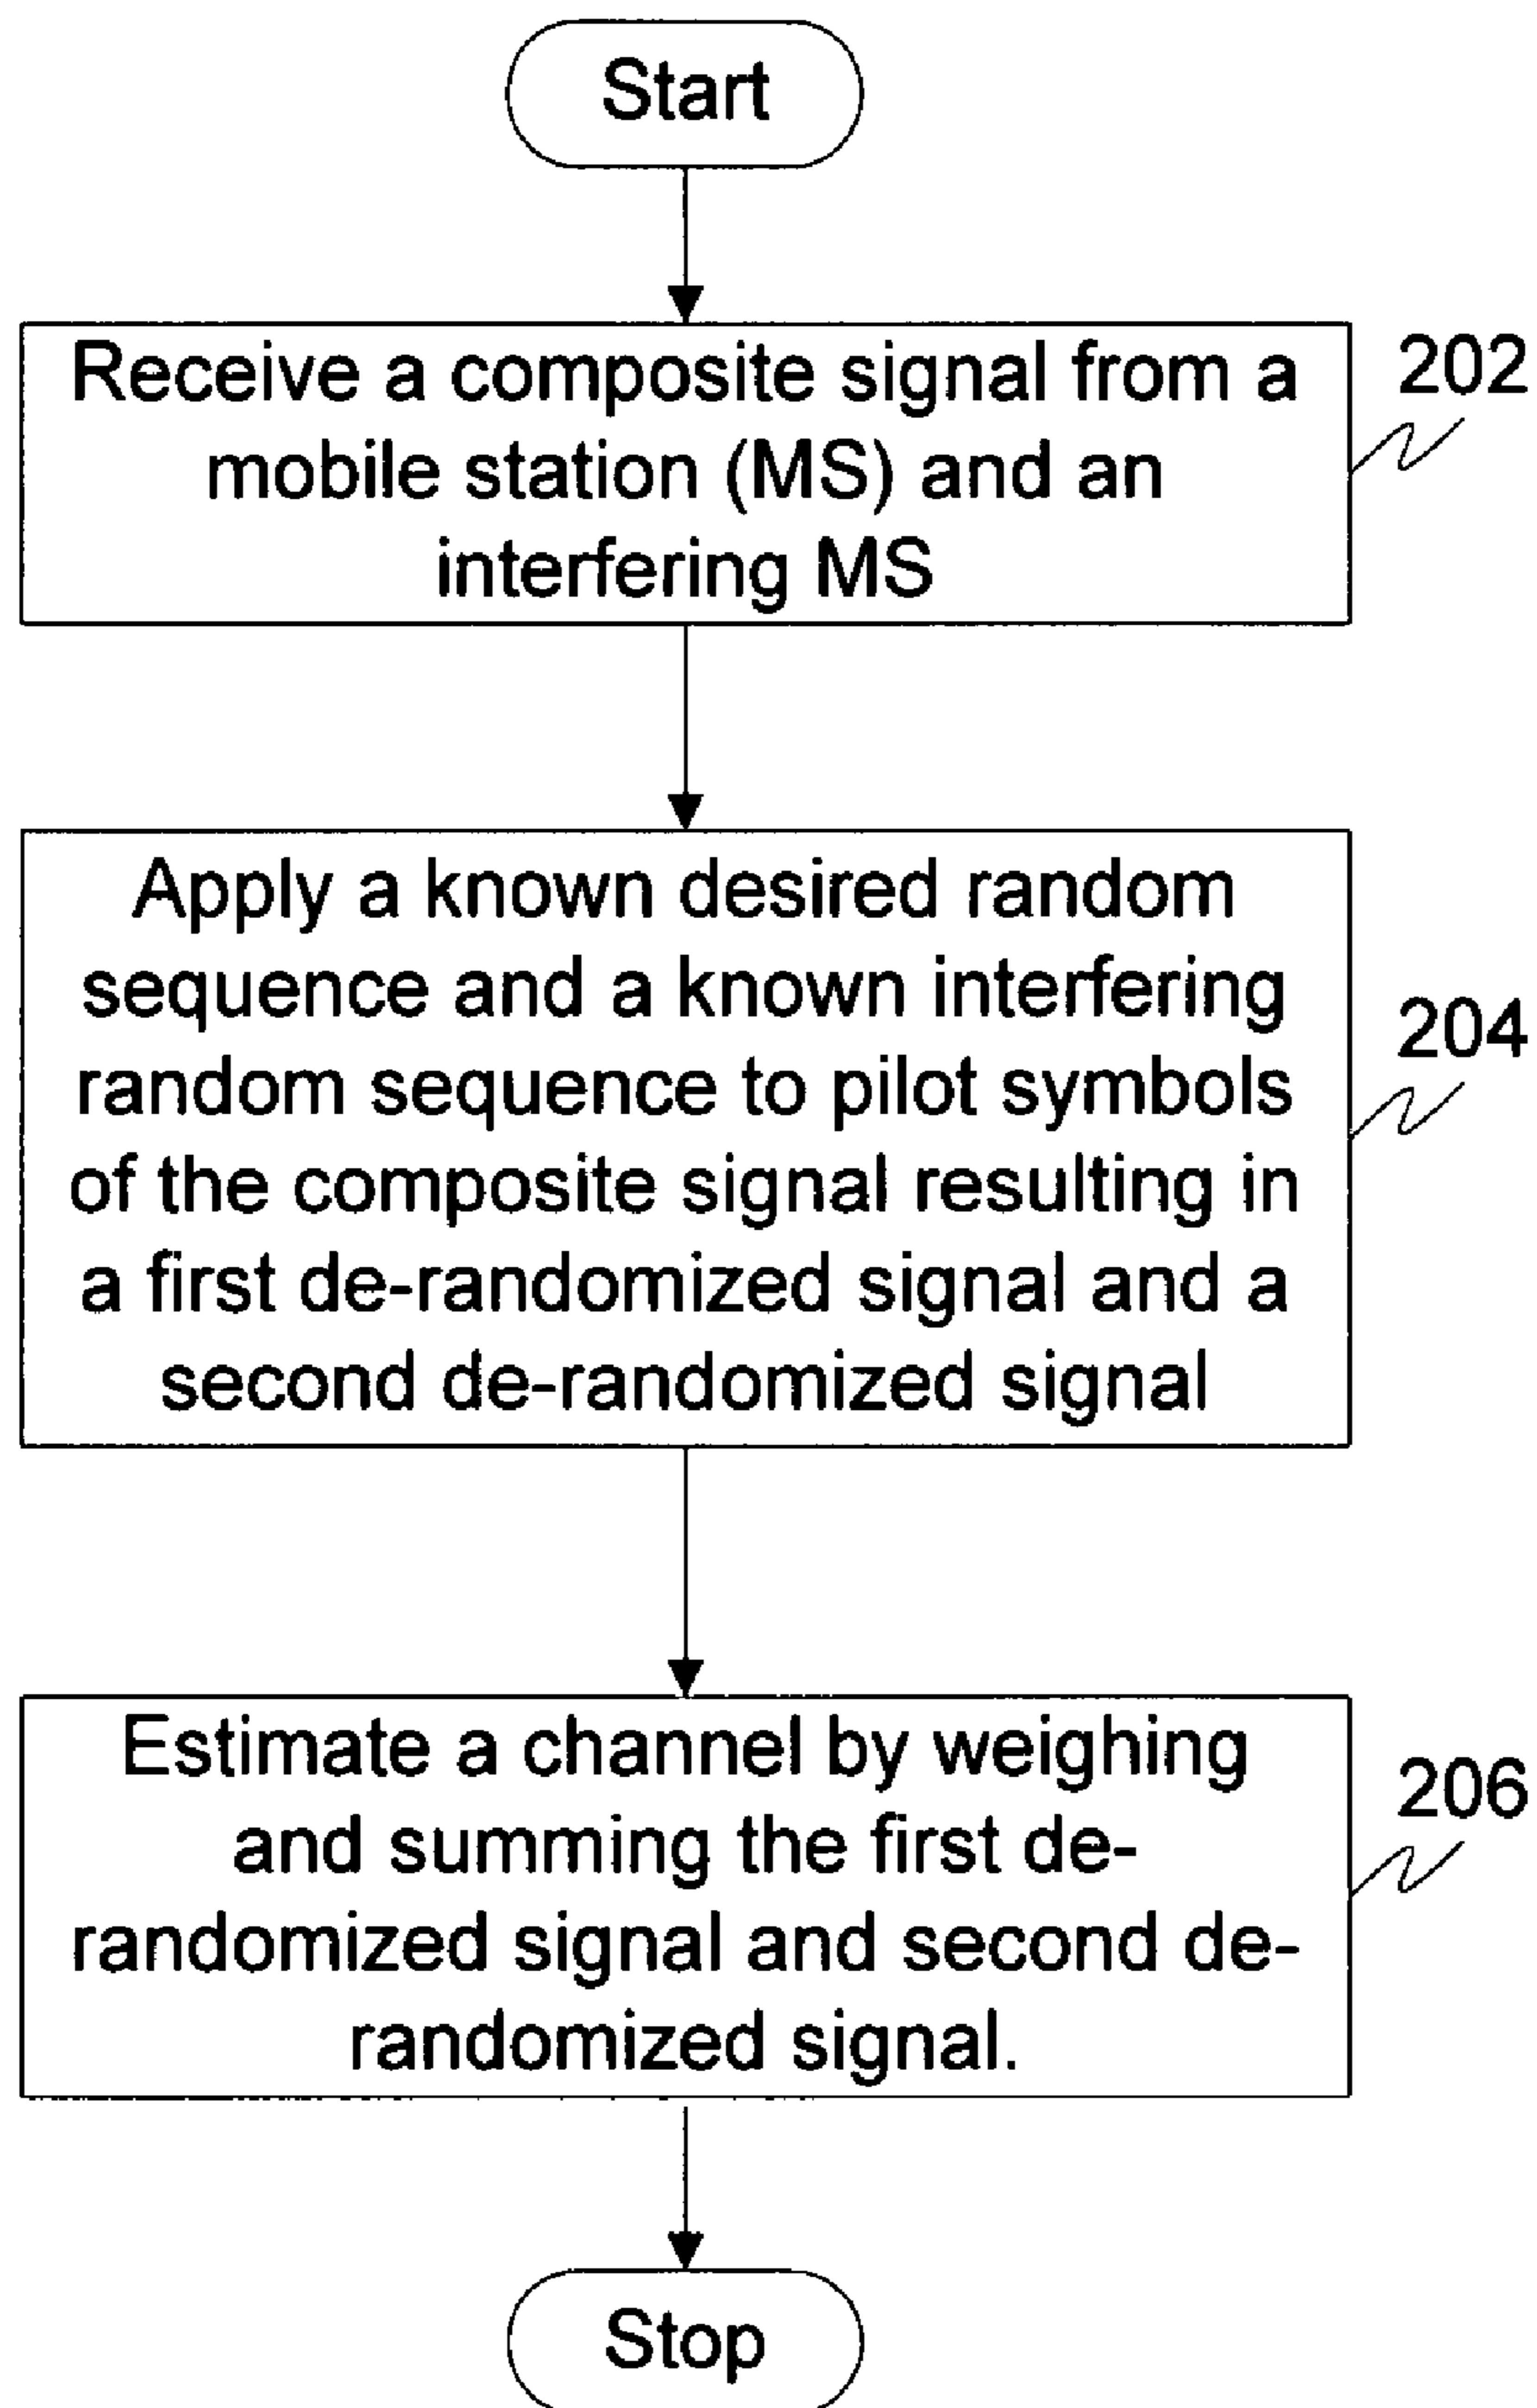 Start
Receive a composite signal from a
mobile station (MS) and an
interfering MS
202
Apply a known desired random
sequence and a known interfering
random sequence to pilot symbols
of the composite signal resulting in
a first de-randomized signal and a
second de-randomized signal
204
Estimate a channel by weighing
and summing the first de-
randomized signal and second de-
randomized signal.
206
Stop